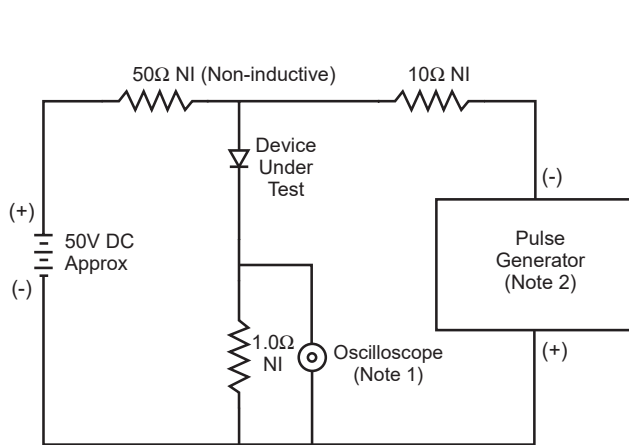 50Ω NI (Non-inductive)
10Ω NI
Device
Under
Test
(-)
(+)
50V DC
Approx
(-)
Pulse
Generator
(Note 2)
1.0Ω
NI
Oscilloscope
(Note 1)
(+)